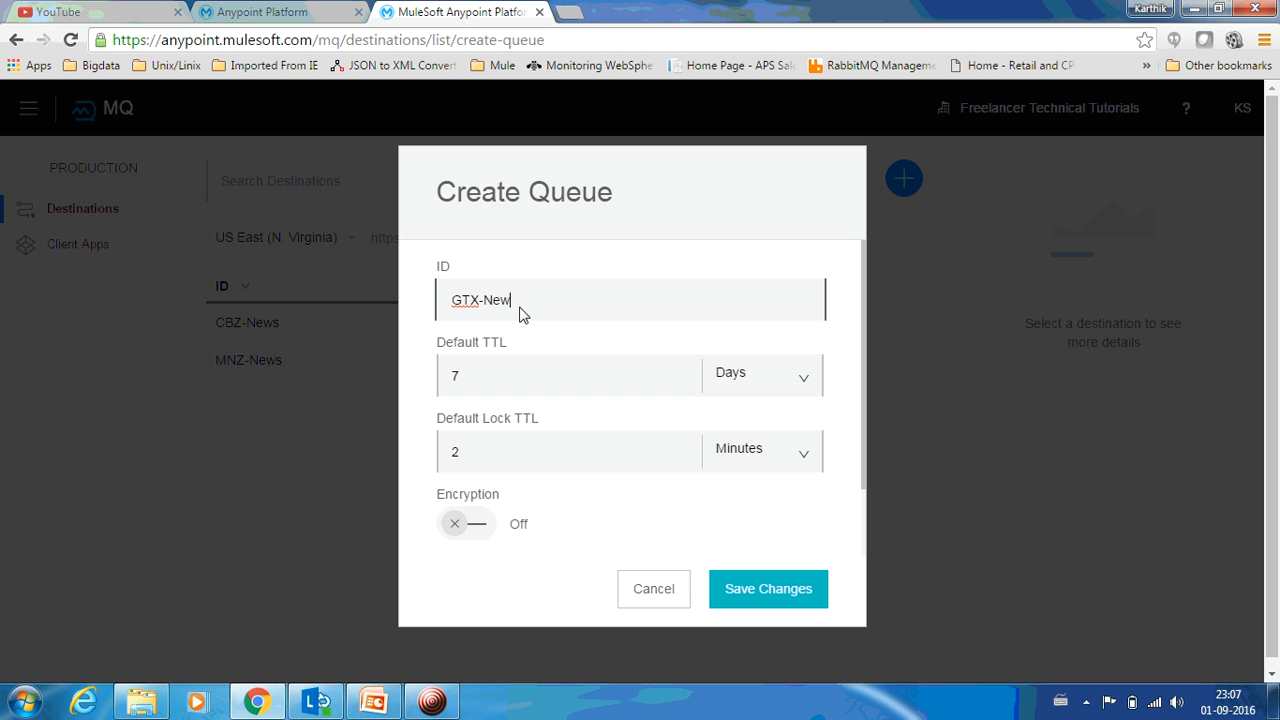 YouTube
Anypoint Platform
MuleSoft Anypoint Platfor
Karthik
https://anypoint.mulesoft.com/mq/destinations/list/create-queue
Apps
Bigdata
Unix/Linix
Imported From IE
JSON to XML Convert
Mule
Monitoring WebSphe
Home Page - APS Sale
RabbitMQ Manageme
Home - Retail and CP
»
Other bookmarks
MQ
Freelancer Technical Tutorials
?
KS
PRODUCTION
Search Destinations
Destinations
US East (N. Virginia)
https
Client Apps
ID
CBZ-News
MNZ-News
Create Queue
ID
GTX-New
Default TTL
7
Days
Default Lock TTL
2
Minutes
Encryption
Off
Cancel
Save Changes
Select a destination to see
more details
23:07
01-09-2016